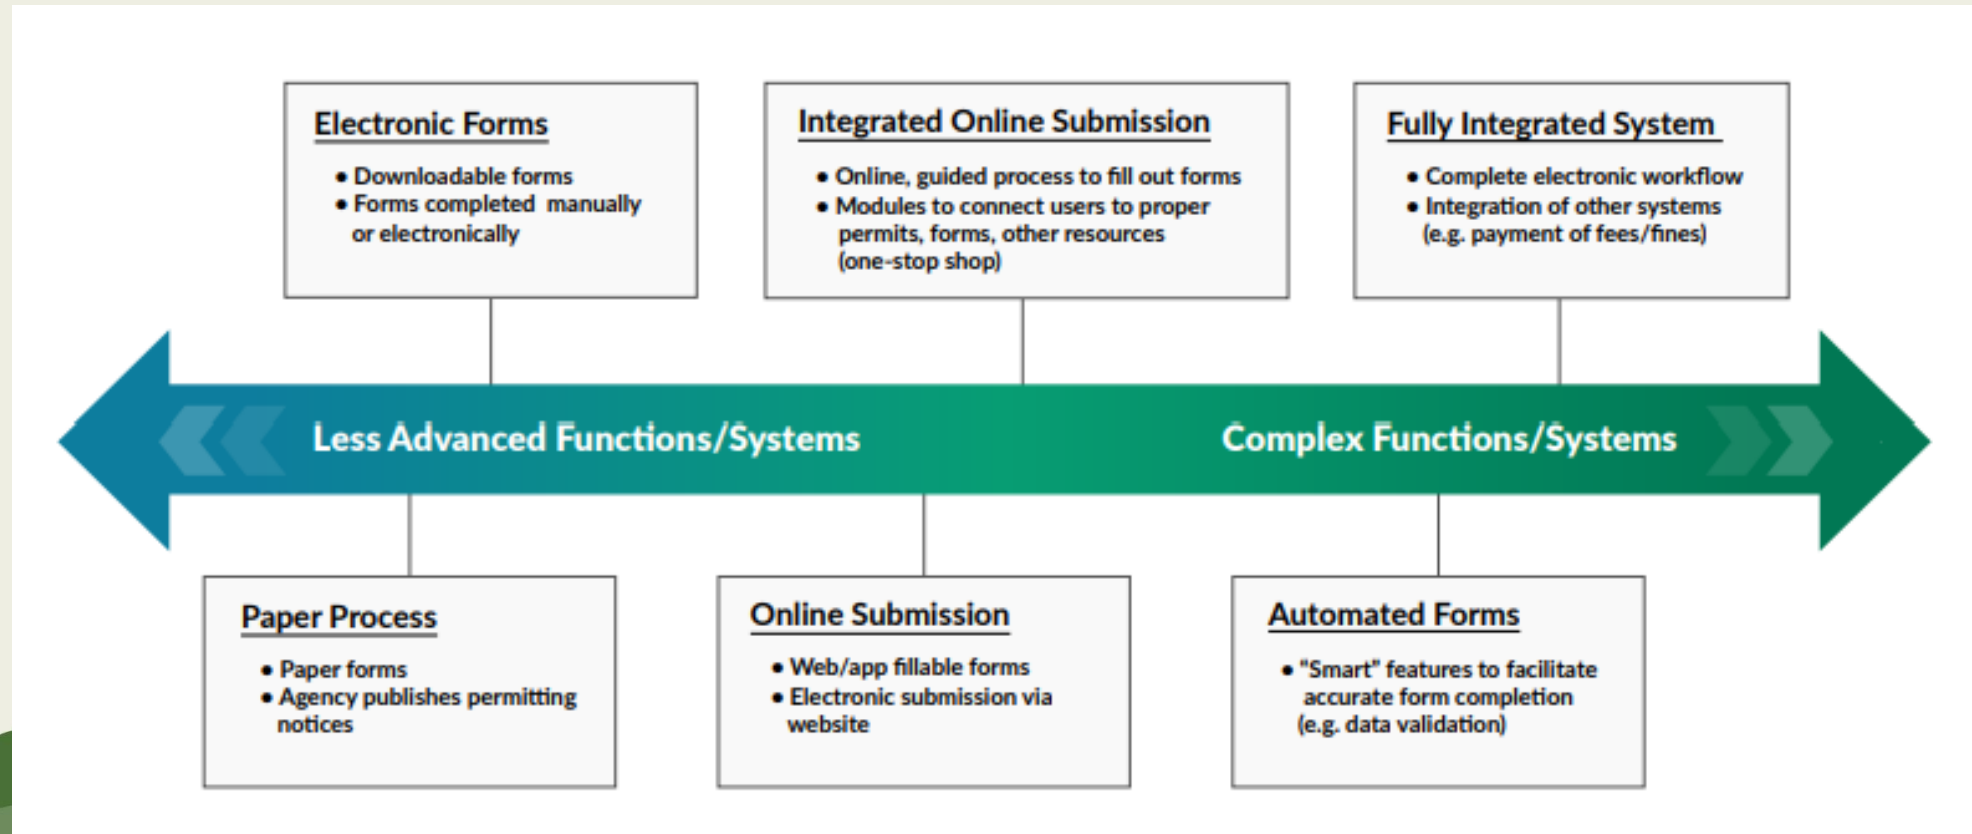 Electronic Forms
• Downloadable forms
• Forms completed manually
or electronically
Integrated Online Submission
• Online, guided process to fill out forms
• Modules to connect users to proper
permits, forms, other resources
(one-stop shop)
Fully Integrated System
• Complete electronic workflow
• Integration of other systems
(e.g. payment of fees/fines)
Less Advanced Functions/Systems
Complex Functions/Systems
Paper Process
• Paper forms
• Agency publishes permitting
notices
Online Submission
• Web/app fillable forms
• Electronic submission via
website
Automated Forms
• "Smart" features to facilitate
accurate form completion
(e.g. data validation)